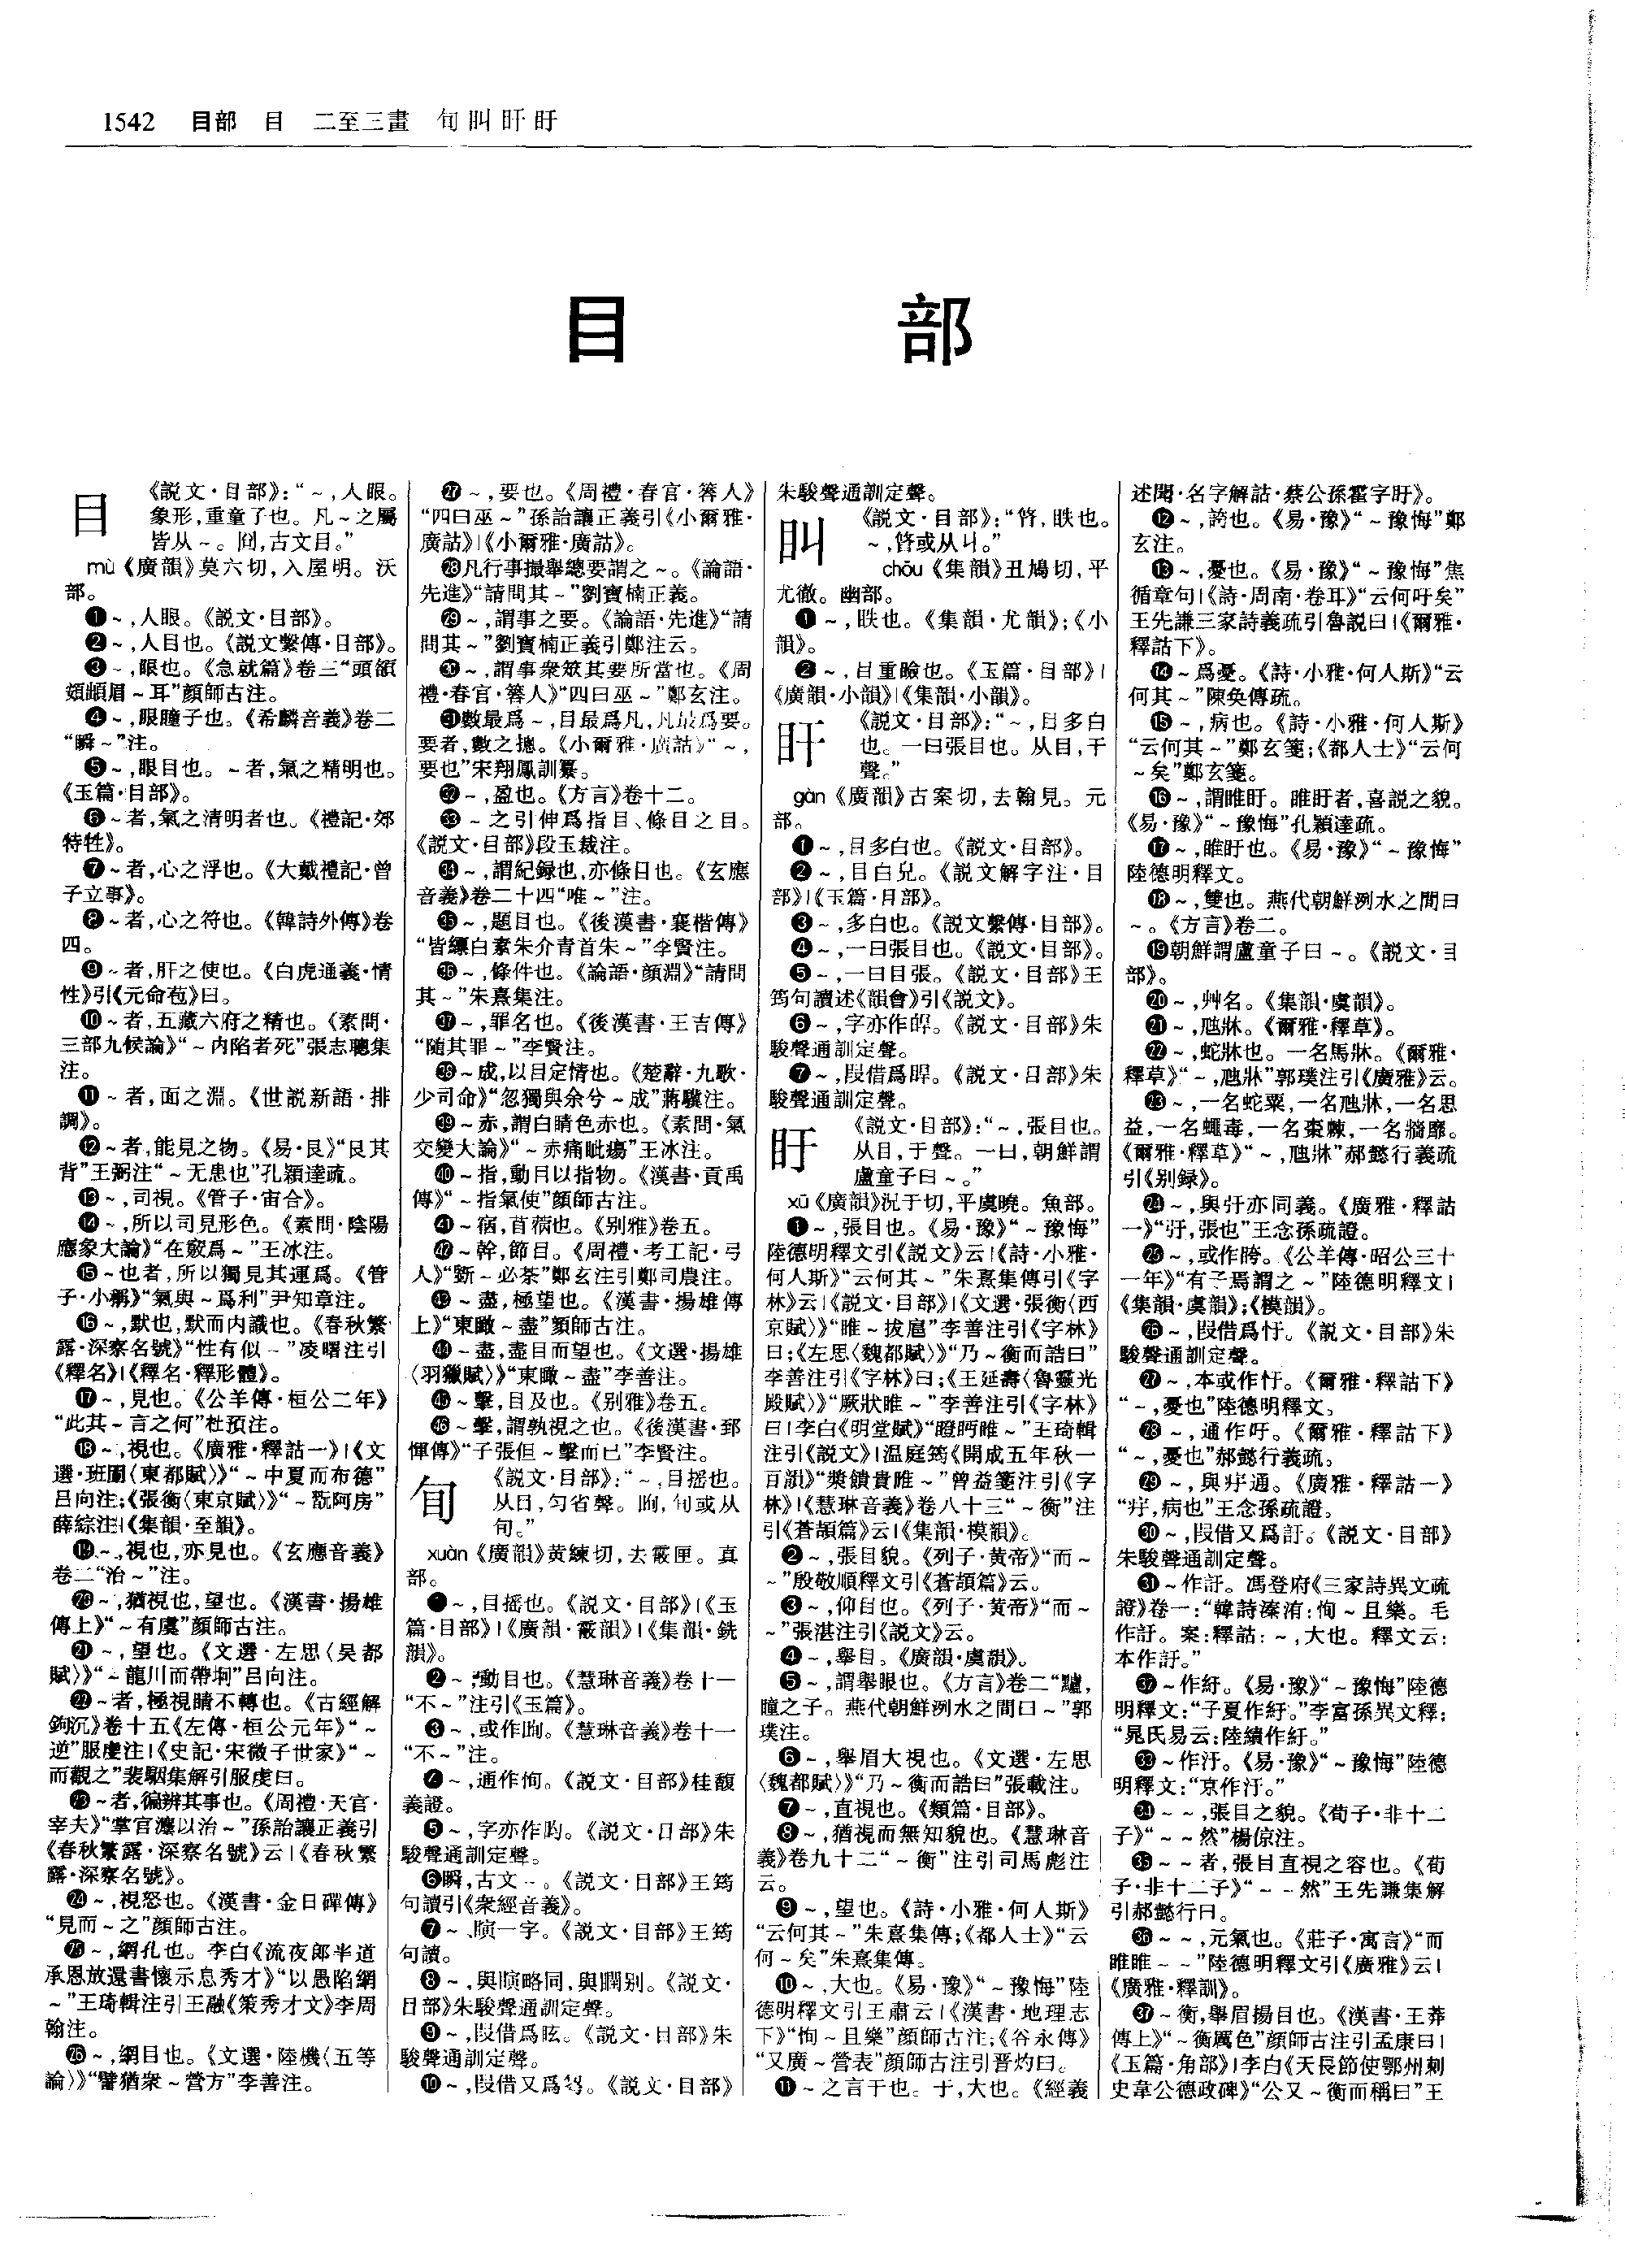 1542 目部 目 二至三畫 旬䀗盰盱
目部
目
《説文·目部》：“～，人眼。
象形，重童子也。凡～之屬
皆从～。囸，古文目。”
mù《廣韻》莫六切，入屋明。沃
部。
❶～，人眼。《説文·目部》。
❷～，人目也。《説文繫傳·目部》。
❸～，眼也。《急就篇》卷三“頭頟
頞䪼眉～耳”顏師古注。
❹～，眼瞳子也。《希麟音義》卷二
“瞬～”注。
❺～，眼目也。～者，氣之精明也。
《玉篇·目部》。
❻～者，氣之清明者也。《禮記·郊
特牲》。
❼～者，心之浮也。《大戴禮記·曾
子立事》。
❽～者，心之符也。《韓詩外傳》卷
四。
❾～者，肝之使也。《白虎通義·情
性》引《元命苞》曰。
❿～者，五藏六府之精也。《素問·
三部九候論》“～内陷者死”張志聰集
注。
⓫～者，面之淵。《世説新語·排
調》。
⓬～者，能見之物。《易·艮》“艮其
背”王弼注“～无患也”孔穎達疏。
⓭～，司視。《管子·宙合》。
⓮～，所以司見形色。《素問·陰陽
應象大論》“在竅爲～”王冰注。
⓯～也者，所以獨見其運爲。《管
子·小稱》“氣與～爲利”尹知章注。
⓰～，默也，默而内識也。《春秋繁
露·深察名號》“性有似～”凌曙注引
《釋名》|《釋名·釋形體》。
⓱～，見也。《公羊傳·桓公二年》
“此其～言之何”杜預注。
⓲～，視也。《廣雅·釋詁一》|《文
選·班固〈東都賦〉》“～中夏而布德”
吕向注；《張衡〈東京賦〉》“～翫阿房”
薛綜注|《集韻·至韻》。
⓳～，視也，亦見也。《玄應音義》
卷二“治～”注。
⓴～，猶視也，望也。《漢書·揚雄
傳上》“～有虞”顏師古注。
㉑～，望也。《文選·左思〈吴都
賦〉》“～龍川而帶坰”吕向注。
㉒～者，極視睛不轉也。《古經解
鉤沉》卷十五《左傳·桓公元年》“～
逆”服虔注|《史記·宋微子世家》“～
而觀之”裴駰集解引服虔曰。
㉓～者，徧辨其事也。《周禮·天官·
宰夫》“掌官灋以治～”孫詒讓正義引
《春秋繁露·深察名號》云|《春秋繁
露·深察名號》。
㉔～，視怒也。《漢書·金日磾傳》
“見而～之”顏師古注。
㉕～，網孔也。李白《流夜郎半道
承恩放還書懷示息秀才》“以愚陷網
～”王琦輯注引王融《策秀才文》李周
翰注。
㉖～，網目也。《文選·陸機〈五等
論〉》“譬猶衆～營方”李善注。
㉗～，要也。《周禮·春官·簭人》
“四曰巫～”孫詒讓正義引《小爾雅·
廣詁》|《小爾雅·廣詁》。
㉘凡行事撮舉總要謂之～。《論語·
先進》“請問其～”劉寶楠正義。
㉙～，謂事之要。《論語·先進》“請
問其～”劉寶楠正義引鄭注云。
㉚～，謂事衆筮其要所當也。《周
禮·春官·簭人》“四曰巫～”鄭玄注。
㉛數最爲～，目最爲凡，凡最爲要。
要者，數之摠。《小爾雅·廣詁》“～，
要也”宋翔鳳訓纂。
㉜～，盈也。《方言》卷十二。
㉝～之引伸爲指目、條目之目。
《説文·目部》段玉裁注。
㉞～，謂紀録也，亦條目也。《玄應
音義》卷二十四“唯～”注。
㉟～，題目也。《後漢書·襄楷傳》
“皆縹白素朱介青首朱～”李賢注。
㊱～，條件也。《論語·顏淵》“請問
其～”朱熹集注。
㊲～，罪名也。《後漢書·王吉傳》
“隨其罪～”李賢注。
㊳～成，以目定情也。《楚辭·九歌·
少司命》“忽獨與余兮～成”蔣驥注。
㊴～赤，謂白睛色赤也。《素問·氣
交變大論》“～赤痛眦瘍”王冰注。
㊵～指，動目以指物。《漢書·貢禹
傳》“～指氣使”顏師古注。
㊶～宿，苜蓿也。《别雅》卷五。
㊷～幹，節目。《周禮·考工記·弓
人》“斲～必荼”鄭玄注引鄭司農注。
㊸～盡，極望也。《漢書·揚雄傳
上》“東瞰～盡”顏師古注。
㊹～盡，盡目而望也。《文選·揚雄
〈羽獵賦〉》“東瞰～盡”李善注。
㊺～擊，目及也。《别雅》卷五。
㊻～擊，謂孰視之也。《後漢書·郅
惲傳》“子張但～擊而已”李賢注。
旬
《説文·目部》：“～，目摇也。
从目，勻省聲。眴，旬或从
旬。”
xuàn《廣韻》黄練切，去霰匣。真
部。
❶～，目摇也。《説文·目部》|《玉
篇·目部》|《廣韻·霰韻》|《集韻·銑
韻》。
❷～，動目也。《慧琳音義》卷十一
“不～”注引《玉篇》。
❸～，或作眴。《慧琳音義》卷十一
“不～”注。
❹～，通作恂。《説文·目部》桂馥
義證。
❺～，字亦作眗。《説文·目部》朱
駿聲通訓定聲。
❻瞬，古文～。《説文·目部》王筠
句讀引《衆經音義》。
❼～、瞚一字。《説文·目部》王筠
句讀。
❽～，與瞚略同，與瞤别。《説文·
目部》朱駿聲通訓定聲。
❾～，叚借爲眩。《説文·目部》朱
駿聲通訓定聲。
❿～，叚借又爲惸。《説文·目部》
朱駿聲通訓定聲。
䀗
《説文·目部》：“䀗，眣也。
～，䀗或从丩。”
chōu《集韻》丑鳩切，平
尤徹。幽部。
❶～，眣也。《集韻·尤韻》；《小
韻》。
❷～，目重瞼也。《玉篇·目部》|
《廣韻·小韻》|《集韻·小韻》。
盰
《説文·目部》：“～，目多白
也。一曰張目也。从目，干
聲。”
gàn《廣韻》古案切，去翰見。元
部。
❶～，目多白也。《説文·目部》。
❷～，目白皃。《説文解字注·目
部》|《玉篇·目部》。
❸～，多白也。《説文繫傳·目部》。
❹～，一曰張目也。《説文·目部》。
❺～，一曰目張。《説文·目部》王
筠句讀述《韻會》引《説文》。
❻～，字亦作睅。《説文·目部》朱
駿聲通訓定聲。
❼～，叚借爲睅。《説文·目部》朱
駿聲通訓定聲。
盱
《説文·目部》：“～，張目也。
从目，于聲。一曰，朝鮮謂
盧童子曰～。”
xū《廣韻》況于切，平虞曉。魚部。
❶～，張目也。《易·豫》“～豫悔”
陸德明釋文引《説文》云|《詩·小雅·
何人斯》“云何其～”朱熹集傳引《字
林》云|《説文·目部》|《文選·張衡〈西
京賦〉》“睢～拔扈”李善注引《字林》
曰；《左思〈魏都賦〉》“乃～衡而誥曰”
李善注引《字林》曰；《王延壽〈魯靈光
殿賦〉》“厥狀睢～”李善注引《字林》
曰|李白《明堂賦》“瞪眄睢～”王琦輯
注引《説文》|温庭筠《開成五年秋一
百韻》“槳饋貴睢～”曾益箋注引《字
林》|《慧琳音義》卷八十三“～衡”注
引《蒼頡篇》云|《集韻·模韻》。
❷～，張目貌。《列子·黄帝》“而～
～”殷敬順釋文引《蒼頡篇》云。
❸～，仰目也。《列子·黄帝》“而～
～”張湛注引《説文》云。
❹～，舉目。《廣韻·虞韻》。
❺～，謂舉眼也。《方言》卷二“驢，
瞳之子。燕代朝鮮洌水之間曰～”郭
璞注。
❻～，舉眉大視也。《文選·左思
〈魏都賦〉》“乃～衡而誥曰”張載注。
❼～，直視也。《類篇·目部》。
❽～，猶視而無知貌也。《慧琳音
義》卷九十二“～衡”注引司馬彪注
云。
❾～，望也。《詩·小雅·何人斯》
“云何其～”朱熹集傳；《都人士》“云
何～矣”朱熹集傳。
❿～，大也。《易·豫》“～豫悔”陸
德明釋文引王肅云|《漢書·地理志
下》“恂～且樂”顏師古注；《谷永傳》
“又廣～營表”顏師古注引晋灼曰。
⓫～之言于也。于，大也。《經義
述聞·名字解詁·蔡公孫霍字盱》。
⓬～，誇也。《易·豫》“～豫悔”鄭
玄注。
⓭～，憂也。《易·豫》“～豫悔”焦
循章句|《詩·周南·卷耳》“云何吁矣”
王先謙三家詩義疏引魯説曰|《爾雅·
釋詁下》。
⓮～爲憂。《詩·小雅·何人斯》“云
何其～”陳奂傳疏。
⓯～，病也。《詩·小雅·何人斯》
“云何其～”鄭玄箋；《都人士》“云何
～矣”鄭玄箋。
⓰～，謂睢盱。睢盱者，喜説之貌。
《易·豫》“～豫悔”孔穎達疏。
⓱～，睢盱也。《易·豫》“～豫悔”
陸德明釋文。
⓲～，雙也。燕代朝鮮洌水之間曰
～。《方言》卷二。
⓳朝鮮謂盧童子曰～。《説文·目
部》。
⓴～，艸名。《集韻·虞韻》。
㉑～，虺牀。《爾雅·釋草》。
㉒～，蛇牀也。一名馬牀。《爾雅·
釋草》“～，虺牀”郭璞注引《廣雅》云。
㉓～，一名蛇粟，一名虺牀，一名思
益，一名繩毒，一名棗棘，一名牆蘼。
《爾雅·釋草》“～，虺牀”郝懿行義疏
引《别録》。
㉔～，與㚥亦同義。《廣雅·釋詁
一》“㢨，張也”王念孫疏證。
㉕～，或作䀏。《公羊傳·昭公三十
一年》“有子焉謂之～”陸德明釋文|
《集韻·虞韻》；《模韻》。
㉖～，叚借爲忬。《説文·目部》朱
駿聲通訓定聲。
㉗～，本或作忬。《爾雅·釋詁下》
“～，憂也”陸德明釋文。
㉘～，通作吁。《爾雅·釋詁下》
“～，憂也”郝懿行義疏。
㉙～，與疛通。《廣雅·釋詁一》
“疛，病也”王念孫疏證。
㉚～，叚借又爲訏。《説文·目部》
朱駿聲通訓定聲。
㉛～作訏。馮登府《三家詩異文疏
證》卷一：“韓詩溱洧：恂～且樂。毛
作訏。案：釋詁：～，大也。釋文云：
本作訏。”
㉜～作紆。《易·豫》“～豫悔”陸德
明釋文：“子夏作紆。”李富孫異文釋：
“晁氏易云：陸績作紆。”
㉝～作汙。《易·豫》“～豫悔”陸德
明釋文：“京作汙。”
㉞～～，張目之貌。《荀子·非十二
子》“～～然”楊倞注。
㉟～～者，張目直視之容也。《荀
子·非十二子》“～～然”王先謙集解
引郝懿行曰。
㊱～～，元氣也。《莊子·寓言》“而
睢睢～～”陸德明釋文引《廣雅》云|
《廣雅·釋訓》。
㊲～衡，舉眉揚目也。《漢書·王莽
傳上》“～衡厲色”顏師古注引孟康曰|
《玉篇·角部》|李白《天長節使鄂州刺
史韋公德政碑》“公又～衡而稱曰”王